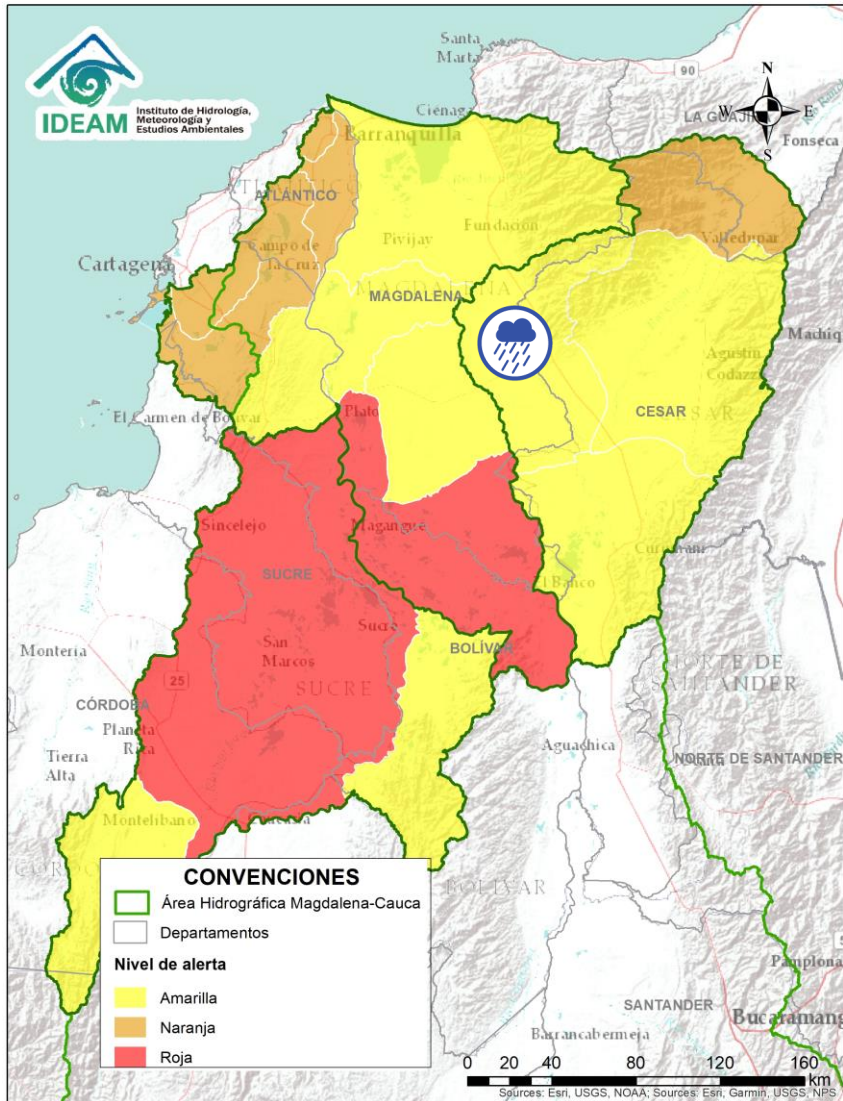 IDEAM
Instituto de Hidrología,
Meteorología y
Estudios Ambientales
Santa
Marta
90
N
W
E
S
Ciénaga
LA GUAJIRA
Fonseca
Barranquilla
ATLÁNTICO
Fundación
Campo de
la Cruz
Pivijay
Valledupar
Cartagena
MAGDALENA
Agustín
Codazzi
CESAR
El Carmen de Bolívar
Plato
Sincelejo
Magangué
Curumaní
SUCRE
El Banco
Montería
San
Marcos
Sucre
BOLÍVAR
SUCRE
NORTE DE
SANTANDER
25
CÓRDOBA
Planeta
Rica
Tierra
Alta
Aguachica
NORTE DE SANTANDER
Montelíbano
BOLÍVAR
CONVENCIONES
Área Hidrográfica Magdalena-Cauca
Departamentos
Nivel de alerta
Amarilla
Naranja
Roja
Pamplona
SANTANDER
Bucaramang
Barrancabermeja
0 20 40 80 120 160
Km
Sources: Esri, USGS, NOAA; Sources: Esri, Garmin, USGS, NPS